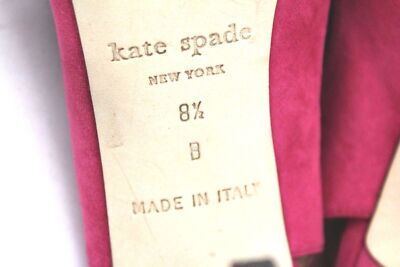 kate spade
NEW YORK
8½
B
MADE IN ITALY